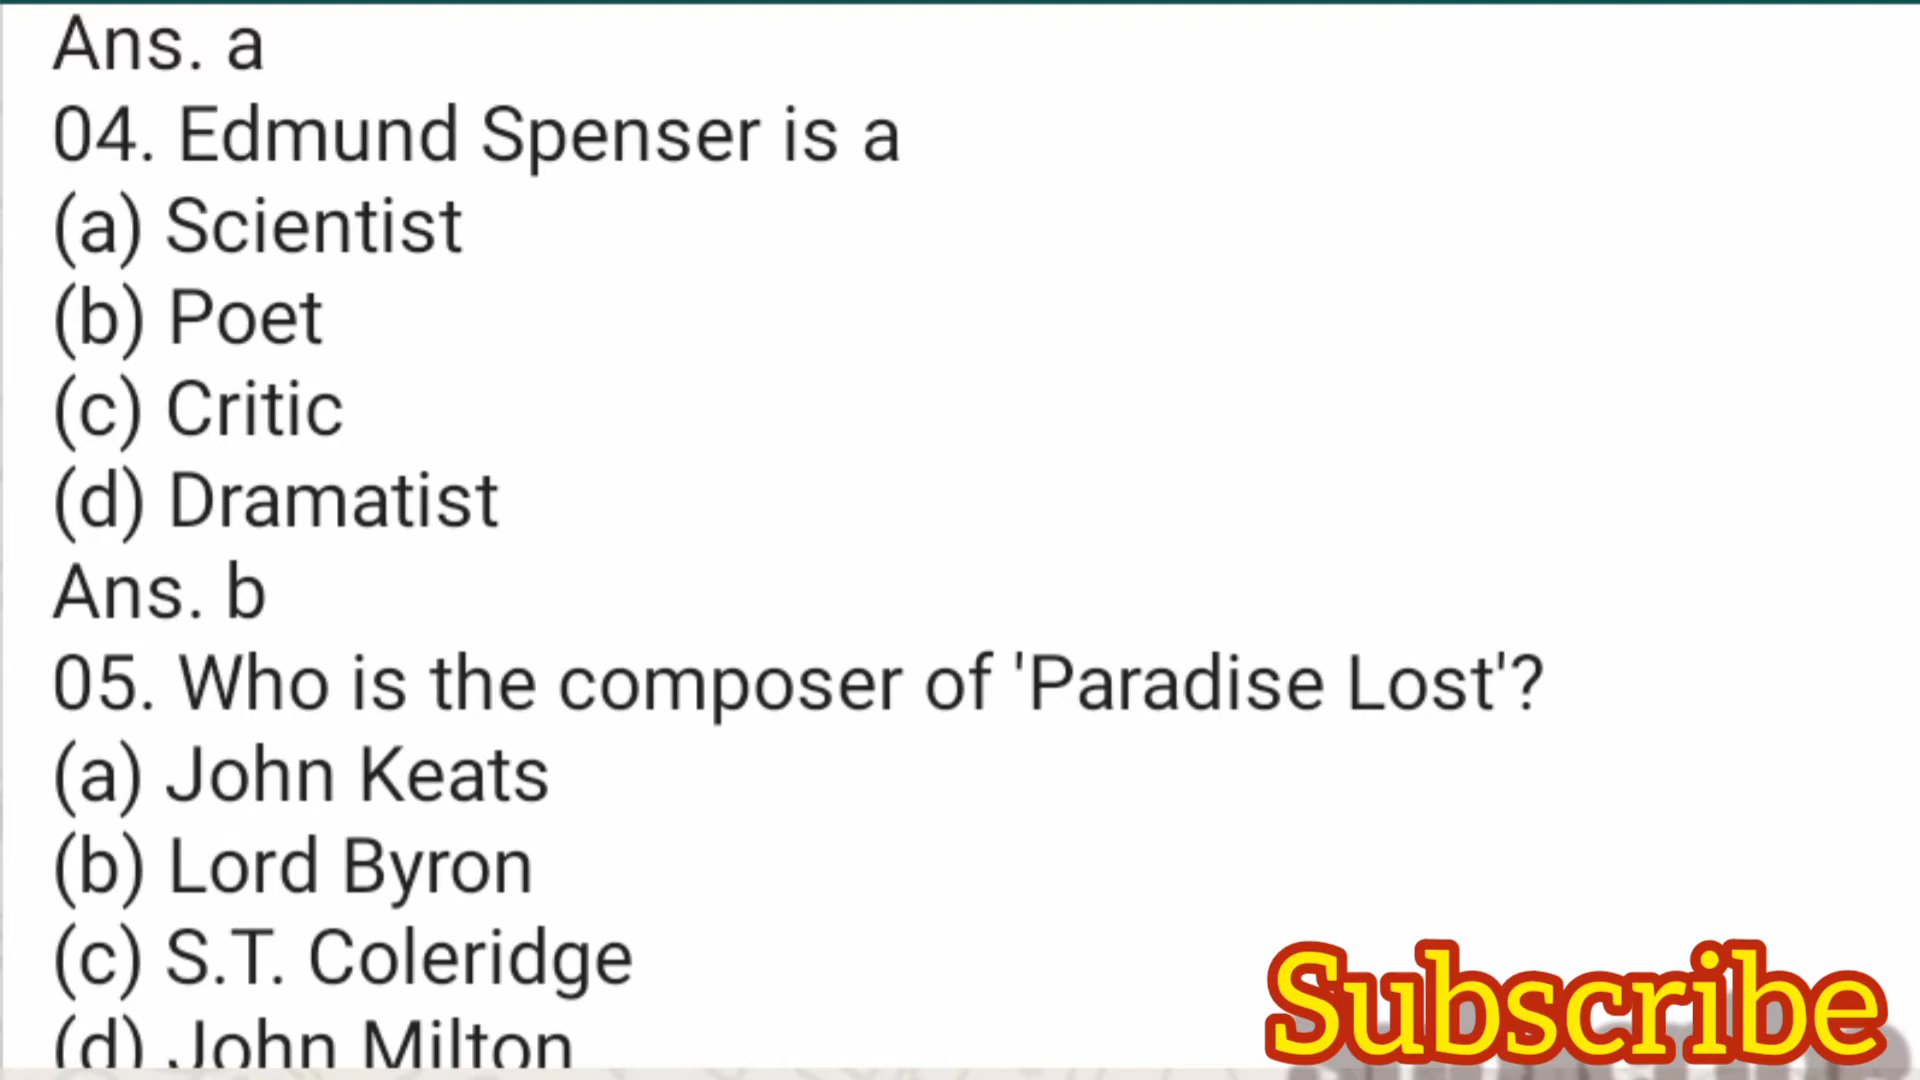 Ans. a
04. Edmund Spenser is a
(a) Scientist
(b) Poet
(c) Critic
(d) Dramatist
Ans. b
05. Who is the composer of 'Paradise Lost'?
(a) John Keats
(b) Lord Byron
(c) S.T. Coleridge
(d) John Milton
Subscribe